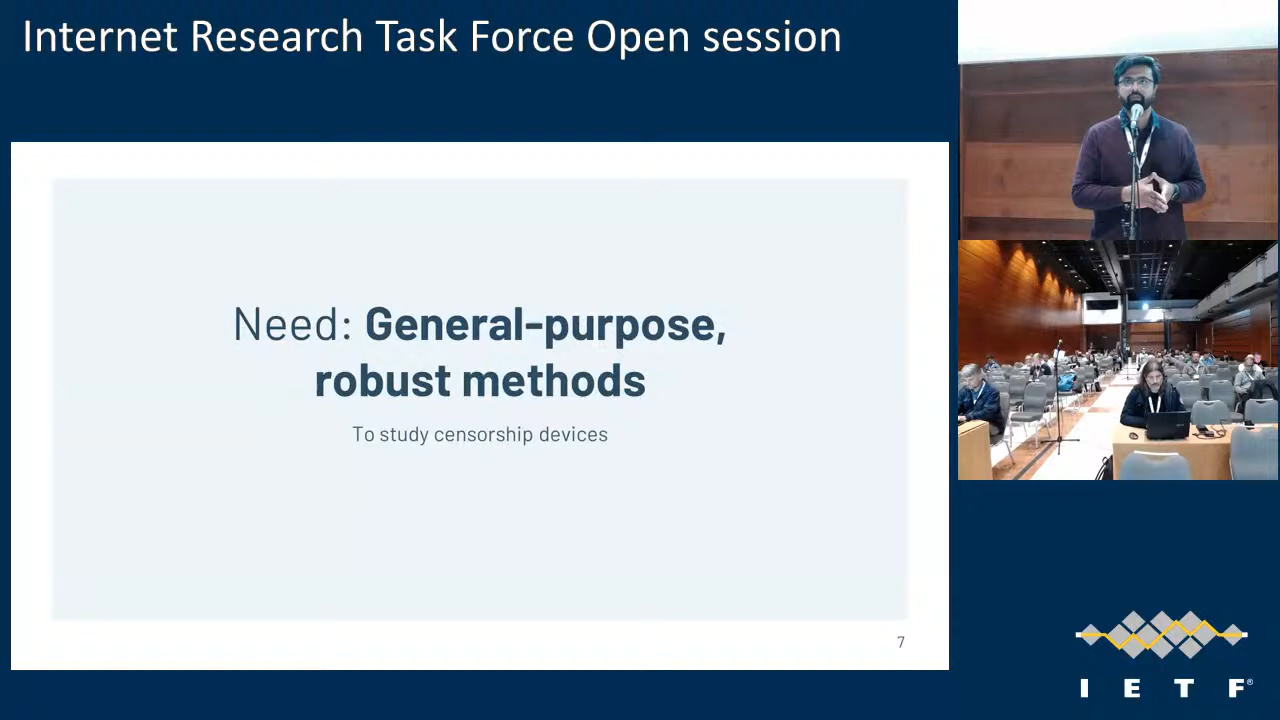 Internet Research Task Force Open session
Need: General-purpose,
robust methods
To study censorship devices
7
I E T F®